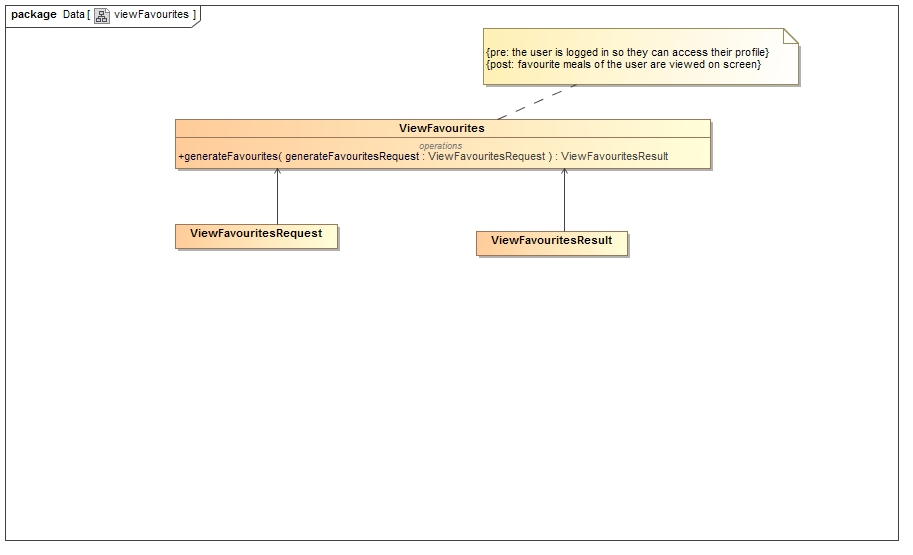 package Data [ viewFavourites ]
{pre: the user is logged in so they can access their profile}
{post: favourite meals of the user are viewed on screen}
ViewFavourites
operations
+generateFavourites( generateFavouritesRequest : ViewFavouritesRequest ) : ViewFavouritesResult
ViewFavouritesRequest
ViewFavouritesResult